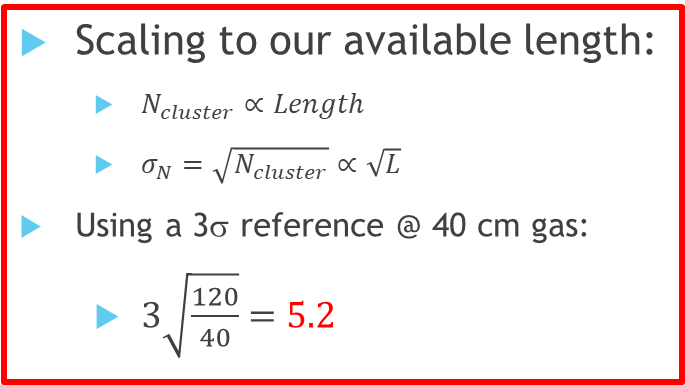 Scaling to our available length:
N_cluster ∝ Length
σ_N = √N_cluster ∝ √L
Using a 3σ reference @ 40 cm gas:
3√(120/40) = 5.2